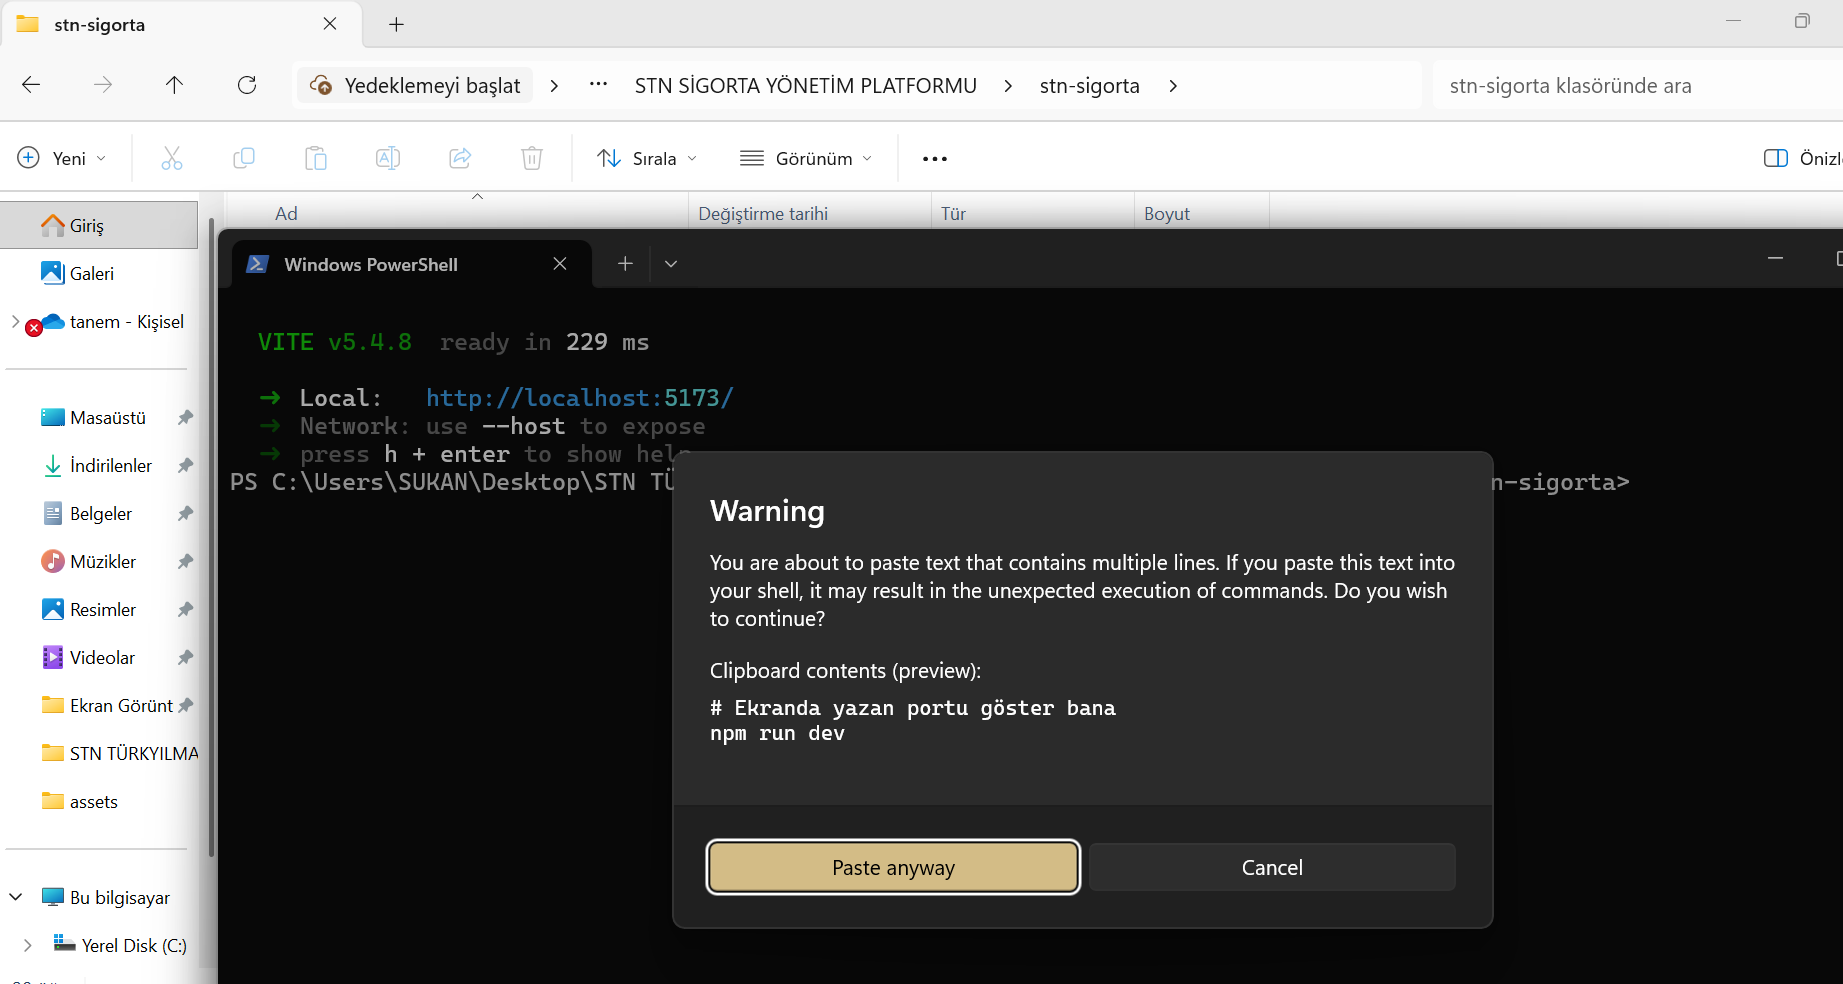 stn-sigorta
Yedeklemeyi başlat
STN SİGORTA YÖNETİM PLATFORMU
stn-sigorta
stn-sigorta klasöründe ara
Yeni
Sırala
Görünüm
Ad
Değiştirme tarihi
Tür
Boyut
Giriş
Galeri
tanem - Kişisel
Masaüstü
İndirilenler
Belgeler
Müzikler
Resimler
Videolar
Ekran Görünt
STN TÜRKYILMA
assets
Bu bilgisayar
Yerel Disk (C:)
Windows PowerShell
VITE v5.4.8 ready in 229 ms
➜ Local: http://localhost:5173/
➜ Network: use --host to expose
➜ press h + enter to show help
PS C:\Users\SUKAN\Desktop\STN TÜ
n-sigorta>
Warning
You are about to paste text that contains multiple lines. If you paste this text into
your shell, it may result in the unexpected execution of commands. Do you wish
to continue?
Clipboard contents (preview):
# Ekranda yazan portu göster bana
npm run dev
Paste anyway
Cancel